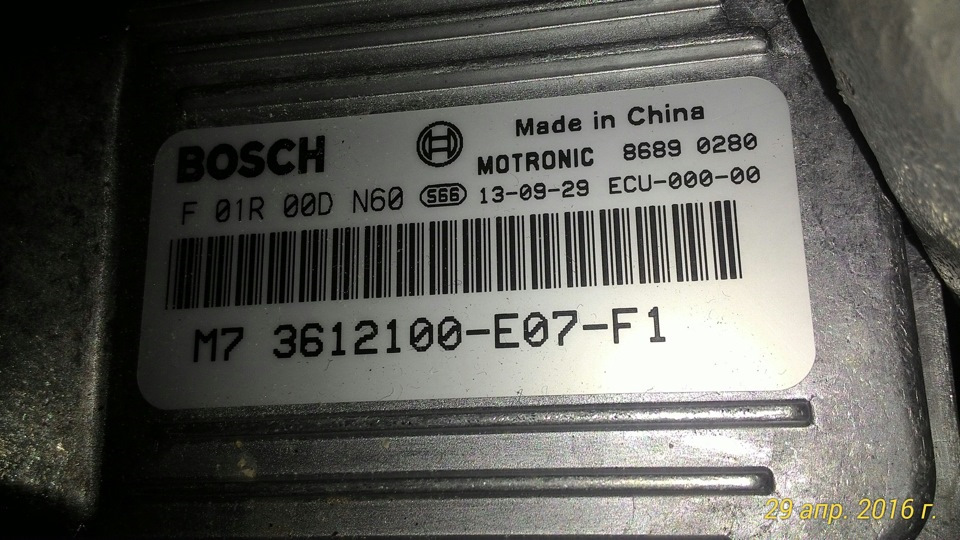 BOSCH
Made in China
MOTRONIC 8689 0280
F 01R 00D N60 S66 13-09-29 ECU-000-00
M7 3612100-E07-F1
29 апр. 2016 г.